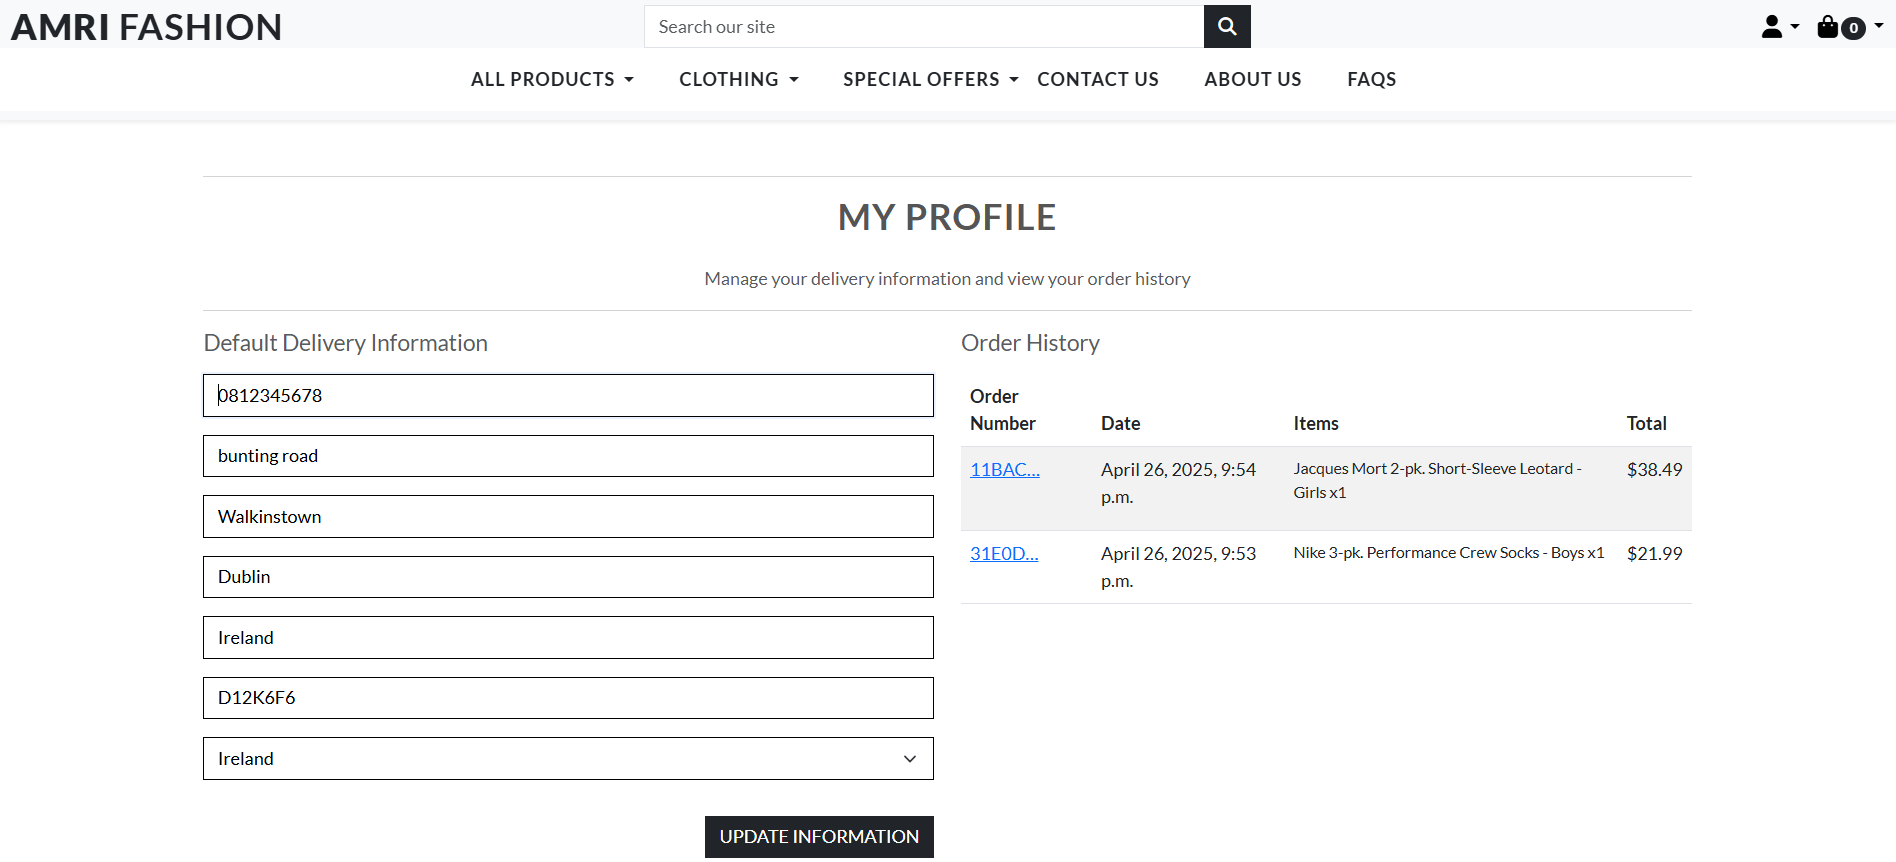 AMRI FASHION
Search our site
0
ALL PRODUCTS
CLOTHING
SPECIAL OFFERS
CONTACT US
ABOUT US
FAQS
MY PROFILE
Manage your delivery information and view your order history
Default Delivery Information
0812345678
bunting road
Walkinstown
Dublin
Ireland
D12K6F6
Ireland
UPDATE INFORMATION
Order History
Order
Number
Date
Items
Total
11BAC...
April 26, 2025, 9:54
p.m.
Jacques Mort 2-pk. Short-Sleeve Leotard -
Girls x1
$38.49
31E0D...
April 26, 2025, 9:53
p.m.
Nike 3-pk. Performance Crew Socks - Boys x1
$21.99